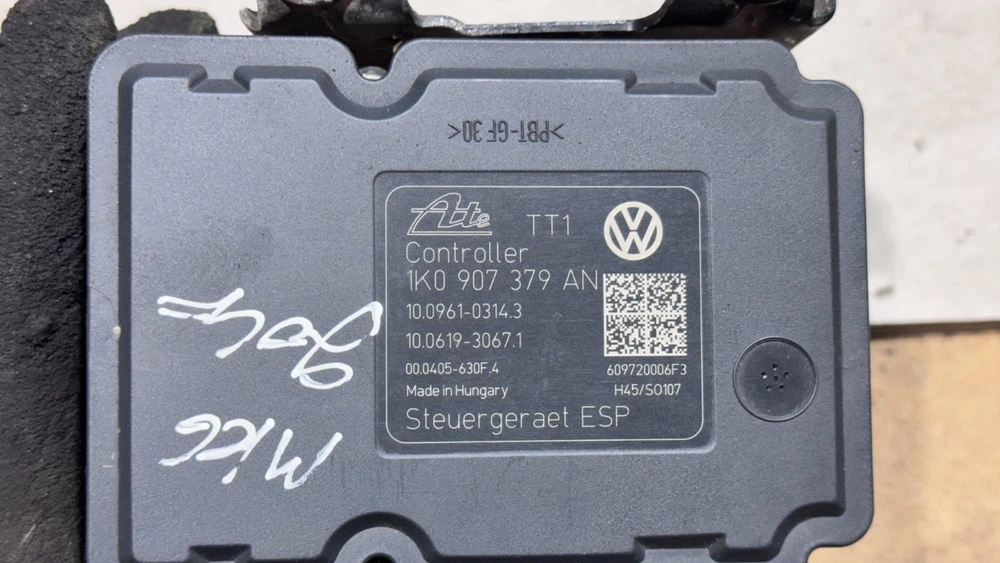 >PBT-GF 30<
Ate
TT1
Controller
1K0 907 379 AN
10.0961-0314.3
10.0619-3067.1
00.0405-630F.4
609720006F3
Made in Hungary
H45/SO107
Steuergeraet ESP